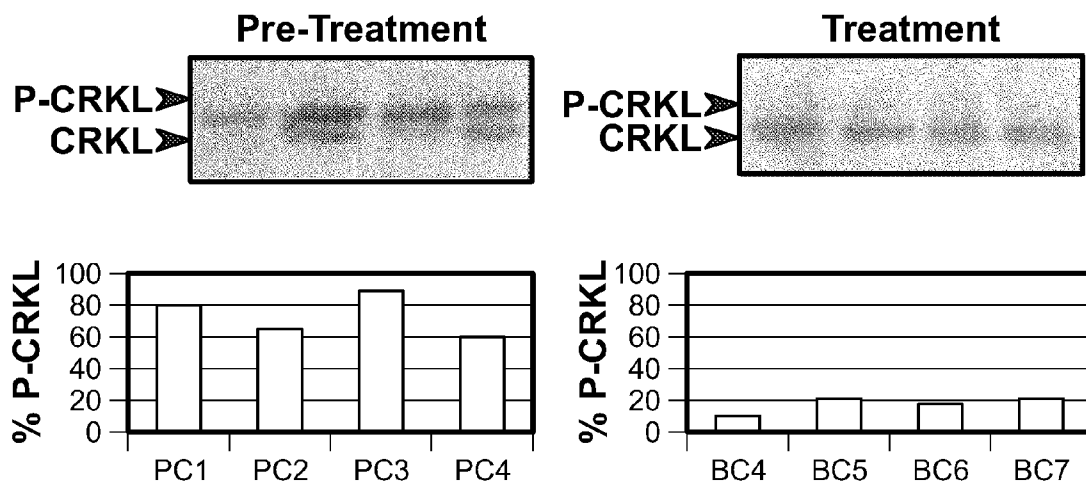 Pre-Treatment
P-CRKL
CRKL
Treatment
P-CRKL
CRKL
% P-CRKL
100
80
60
40
20
0
PC1 PC2 PC3 PC4
% P-CRKL
100
80
60
40
20
0
BC4 BC5 BC6 BC7